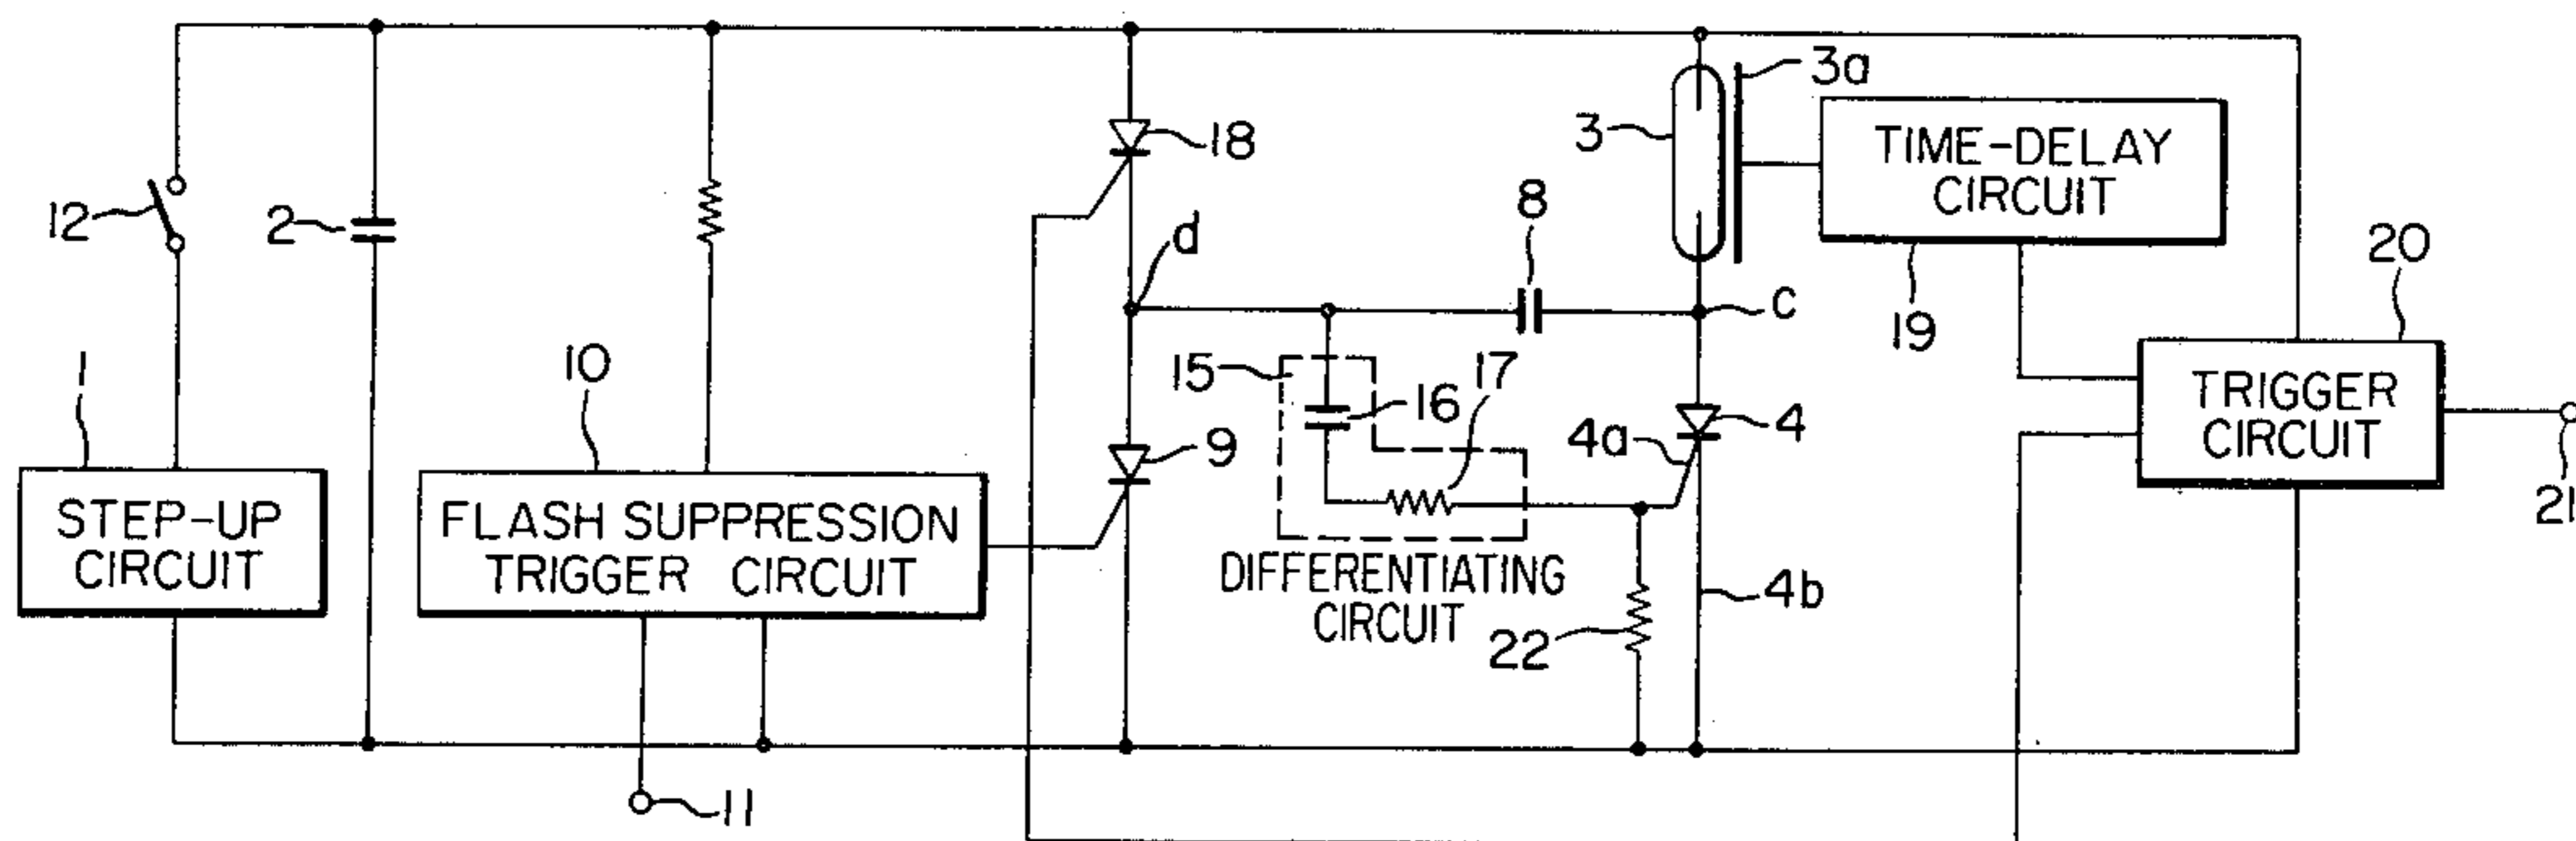 3a
3
TIME-DELAY
CIRCUIT
18
12
2
8
d
20
c
19
1
10
15
17
16
4
4a
TRIGGER
CIRCUIT
9
21
STEP-UP
CIRCUIT
FLASH SUPPRESSION
TRIGGER CIRCUIT
DIFFERENTIATING
CIRCUIT
4b
22
11